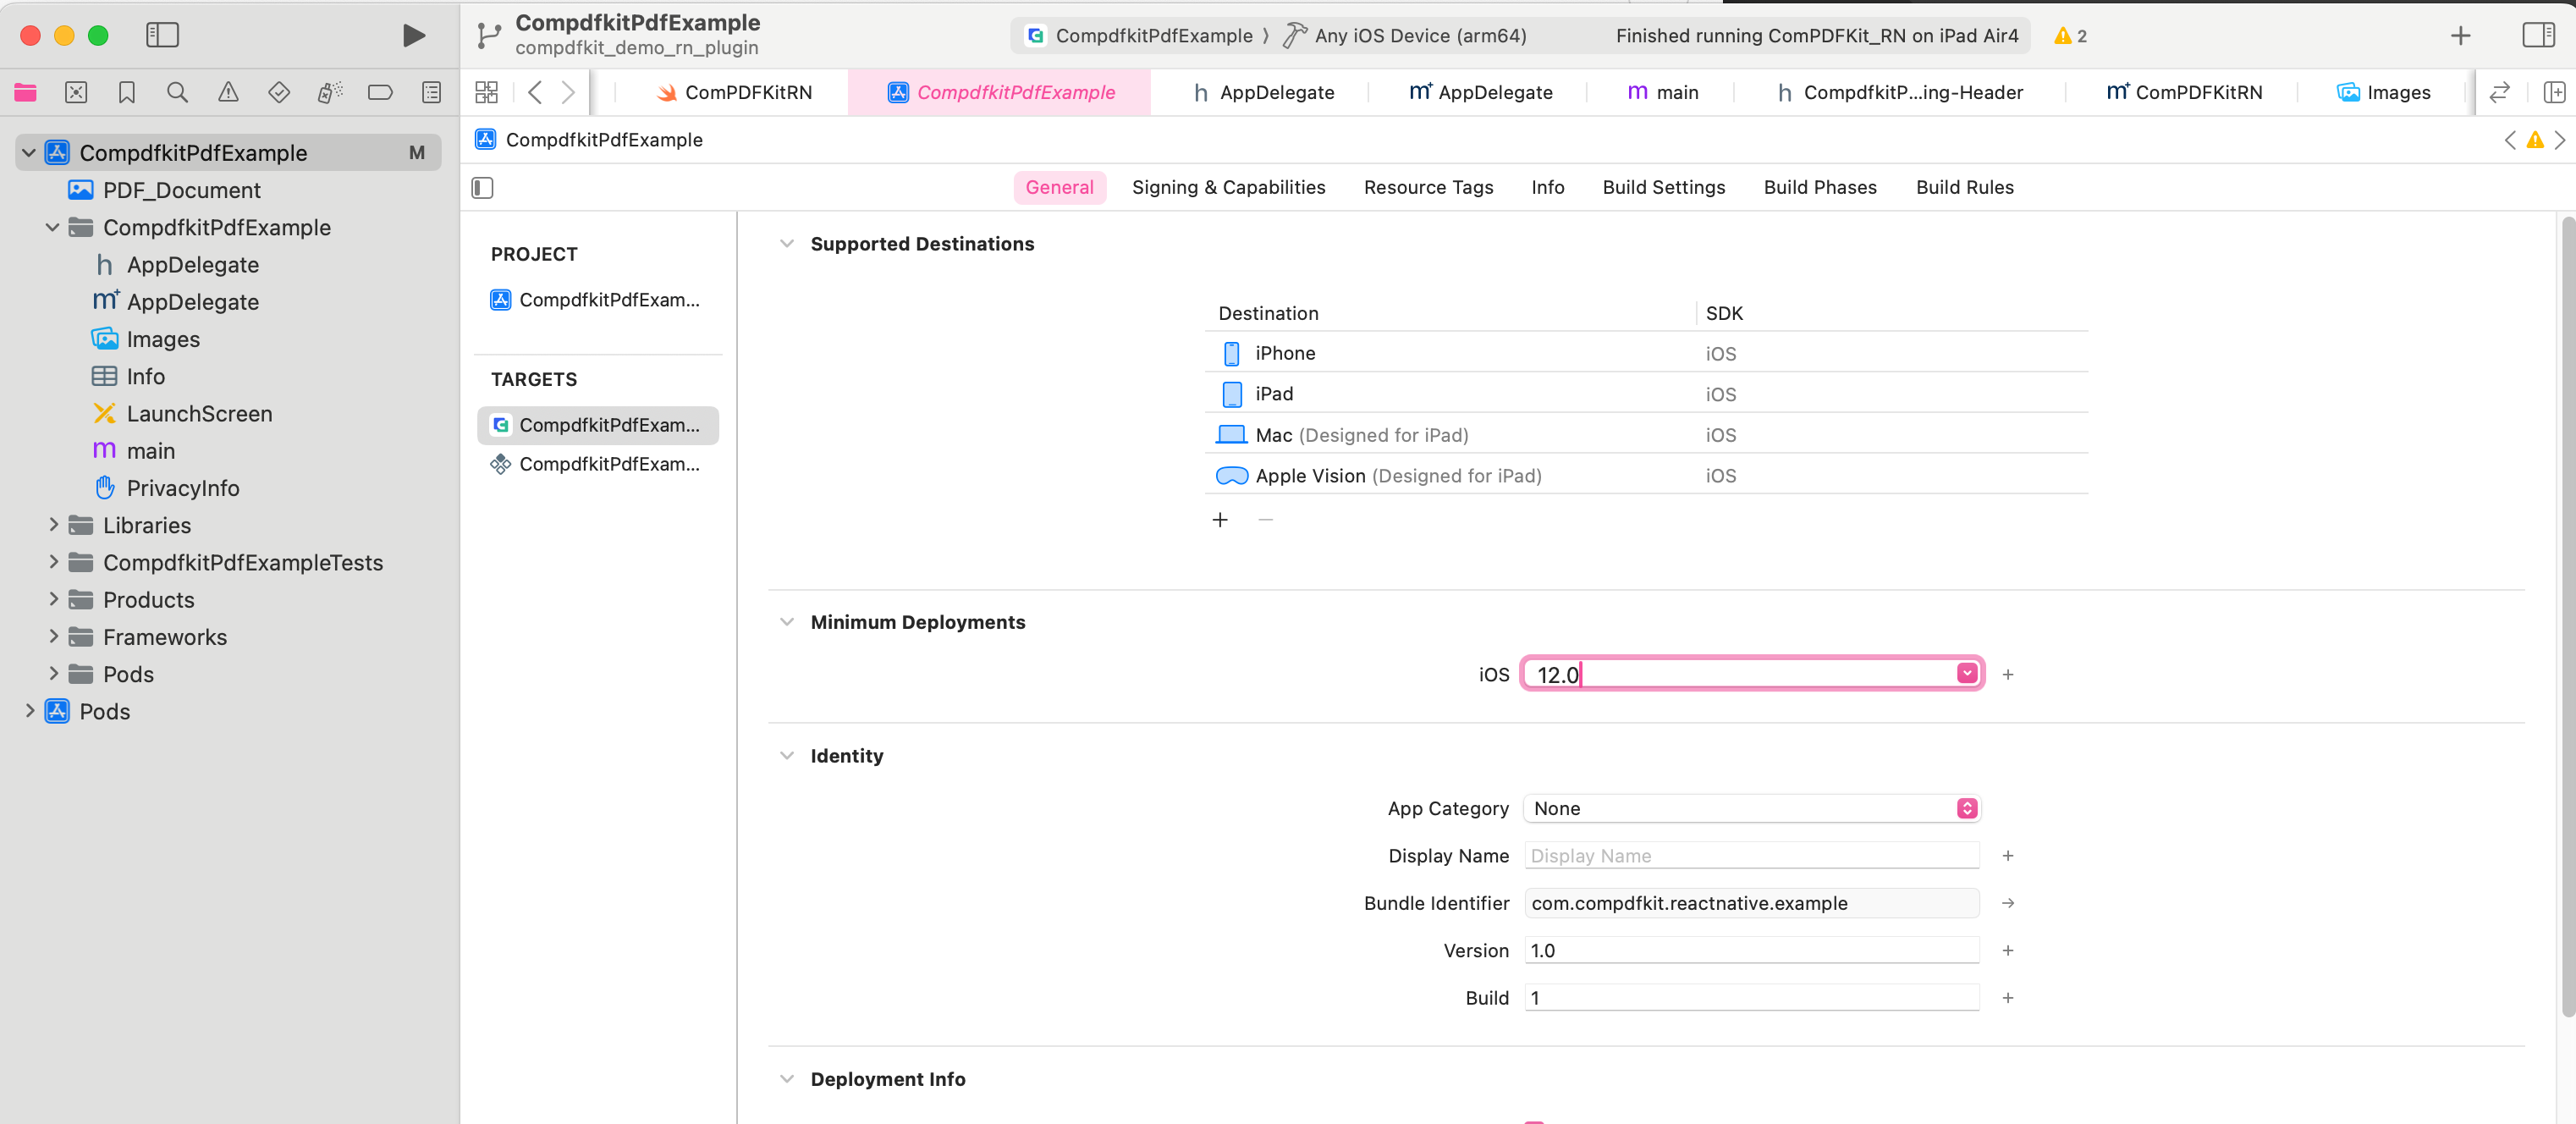 CompdfkitPdfExample
compdfkit_demo_rn_plugin
CompdfkitPdfExample 〉 Any iOS Device (arm64)
Finished running ComPDFKit_RN on iPad Air4
2
ComPDFKitRN
CompdfkitPdfExample
h AppDelegate
m+ AppDelegate
m main
h CompdfkitP...ing-Header
m+ ComPDFKitRN
Images
CompdfkitPdfExample M
PDF_Document
CompdfkitPdfExample
h AppDelegate
m+ AppDelegate
Images
Info
LaunchScreen
m main
PrivacyInfo
Libraries
CompdfkitPdfExampleTests
Products
Frameworks
Pods
Pods
CompdfkitPdfExample
General
Signing & Capabilities
Resource Tags
Info
Build Settings
Build Phases
Build Rules
PROJECT
CompdfkitPdfExam...
TARGETS
CompdfkitPdfExam...
CompdfkitPdfExam...
Supported Destinations
Destination SDK
iPhone iOS
iPad iOS
Mac (Designed for iPad) iOS
Apple Vision (Designed for iPad) iOS
+ −
Minimum Deployments
iOS 12.0 +
Identity
App Category None
Display Name Display Name +
Bundle Identifier com.compdfkit.reactnative.example
Version 1.0 +
Build 1 +
Deployment Info